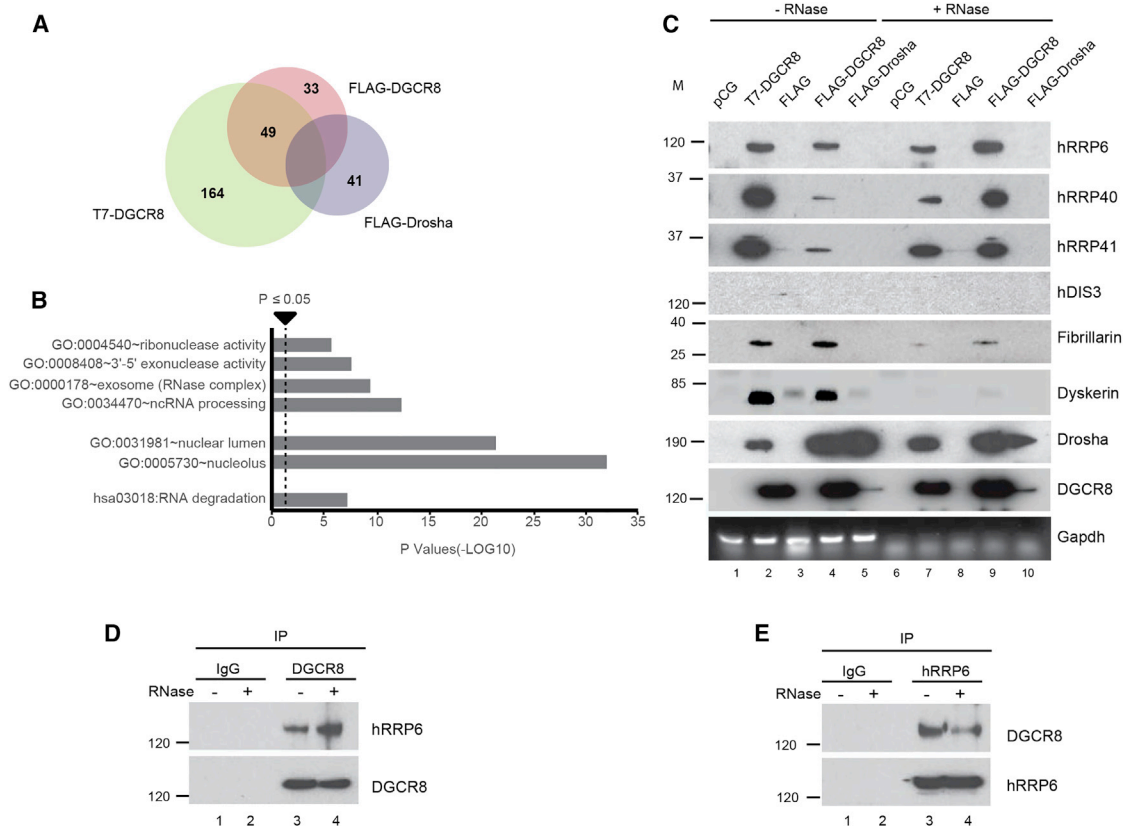 A
33
FLAG-DGCR8
49
164
41
T7-DGCR8
FLAG-Drosha
B
P ≤ 0.05
GO:0004540~ribonuclease activity
GO:0008408~3'-5' exonuclease activity
GO:0000178~exosome (RNase complex)
GO:0034470~ncRNA processing
GO:0031981~nuclear lumen
GO:0005730~nucleolus
hsa03018:RNA degradation
0 5 10 15 20 25 30 35
P Values(-LOG10)
C
- RNase + RNase
M pCG T7-DGCR8 FLAG FLAG-DGCR8 FLAG-Drosha pCG T7-DGCR8 FLAG FLAG-DGCR8 FLAG-Drosha
120 hRRP6
37 hRRP40
37 hRRP41
120 hDIS3
40 Fibrillarin
25
85 Dyskerin
190 Drosha
120 DGCR8
Gapdh
1 2 3 4 5 6 7 8 9 10
D
IP
IgG DGCR8
RNase - + - +
120 hRRP6
120 DGCR8
1 2 3 4
E
IP
IgG hRRP6
RNase - + - +
120 DGCR8
120 hRRP6
1 2 3 4